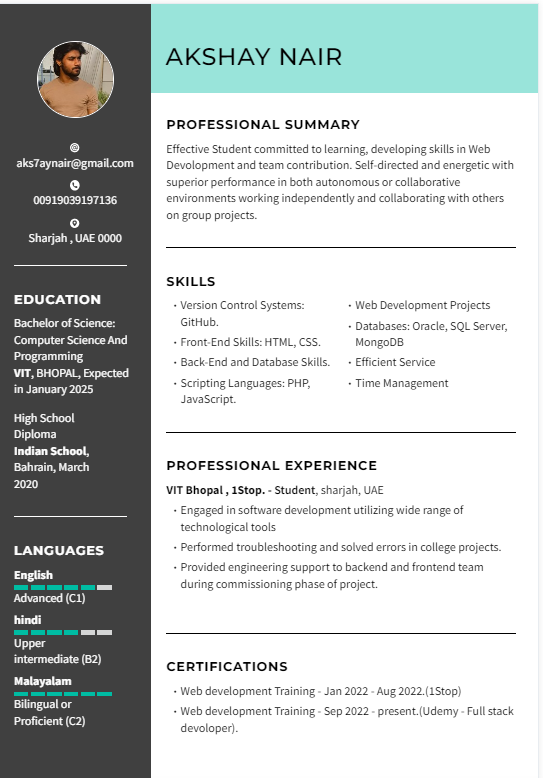 AKSHAY NAIR
aks7aynair@gmail.com
00919039197136
Sharjah , UAE 0000
EDUCATION
Bachelor of Science:
Computer Science And
Programming
VIT, BHOPAL, Expected
in January 2025
High School
Diploma
Indian School,
Bahrain, March
2020
LANGUAGES
English
Advanced (C1)
hindi
Upper
intermediate (B2)
Malayalam
Bilingual or
Proficient (C2)
PROFESSIONAL SUMMARY
Effective Student committed to learning, developing skills in Web
Devolopment and team contribution. Self-directed and energetic with
superior performance in both autonomous or collaborative
environments working independently and collaborating with others
on group projects.
SKILLS
• Version Control Systems:
GitHub.
• Front-End Skills: HTML, CSS.
• Back-End and Database Skills.
• Scripting Languages: PHP,
JavaScript.
• Web Development Projects
• Databases: Oracle, SQL Server,
MongoDB
• Efficient Service
• Time Management
PROFESSIONAL EXPERIENCE
VIT Bhopal , 1Stop. - Student, sharjah, UAE
• Engaged in software development utilizing wide range of
technological tools
• Performed troubleshooting and solved errors in college projects.
• Provided engineering support to backend and frontend team
during commissioning phase of project.
CERTIFICATIONS
• Web development Training - Jan 2022 - Aug 2022.(1Stop)
• Web development Training - Sep 2022 - present.(Udemy - Full stack
devoloper).